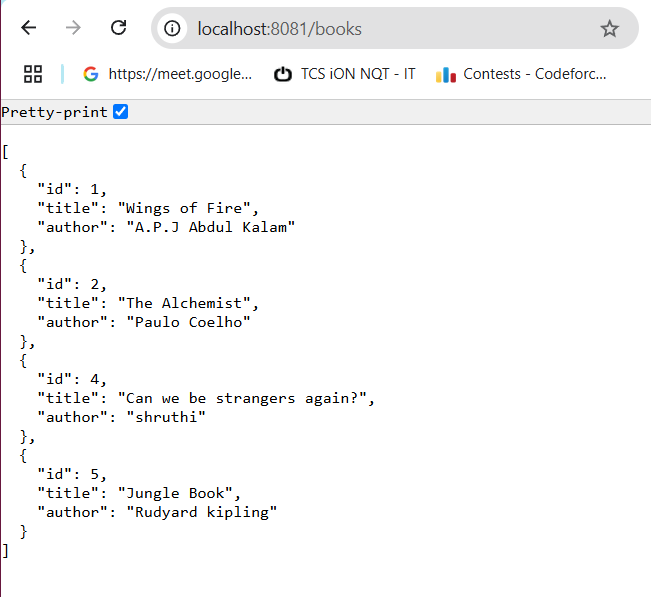 localhost:8081/books
https://meet.google... TCS iON NQT - IT Contests - Codeforc...
Pretty-print
[
  {
    "id": 1,
    "title": "Wings of Fire",
    "author": "A.P.J Abdul Kalam"
  },
  {
    "id": 2,
    "title": "The Alchemist",
    "author": "Paulo Coelho"
  },
  {
    "id": 4,
    "title": "Can we be strangers again?",
    "author": "shruthi"
  },
  {
    "id": 5,
    "title": "Jungle Book",
    "author": "Rudyard kipling"
  }
]